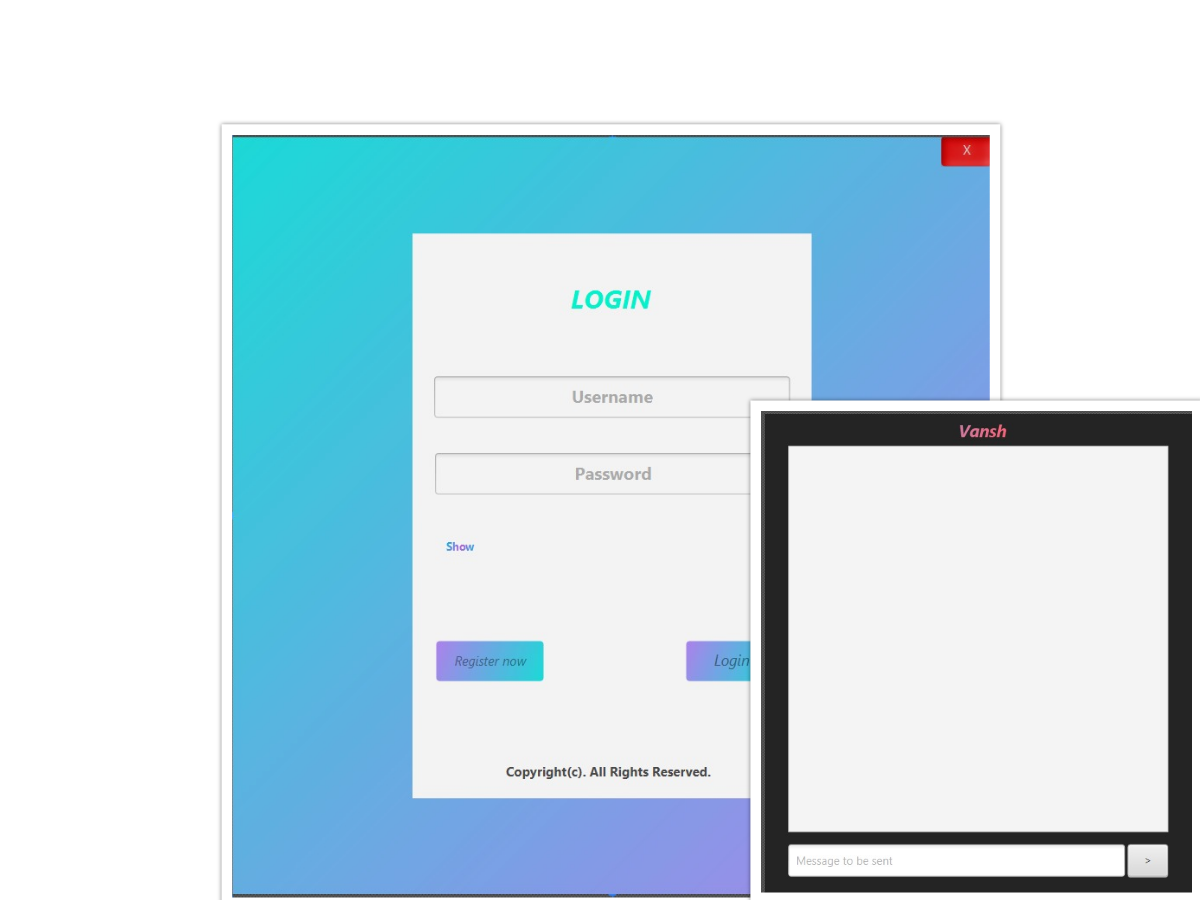 X
LOGIN
Username
Password
Show
Register now
Login
Copyright(c). All Rights Reserved.
Vansh
Message to be sent
>